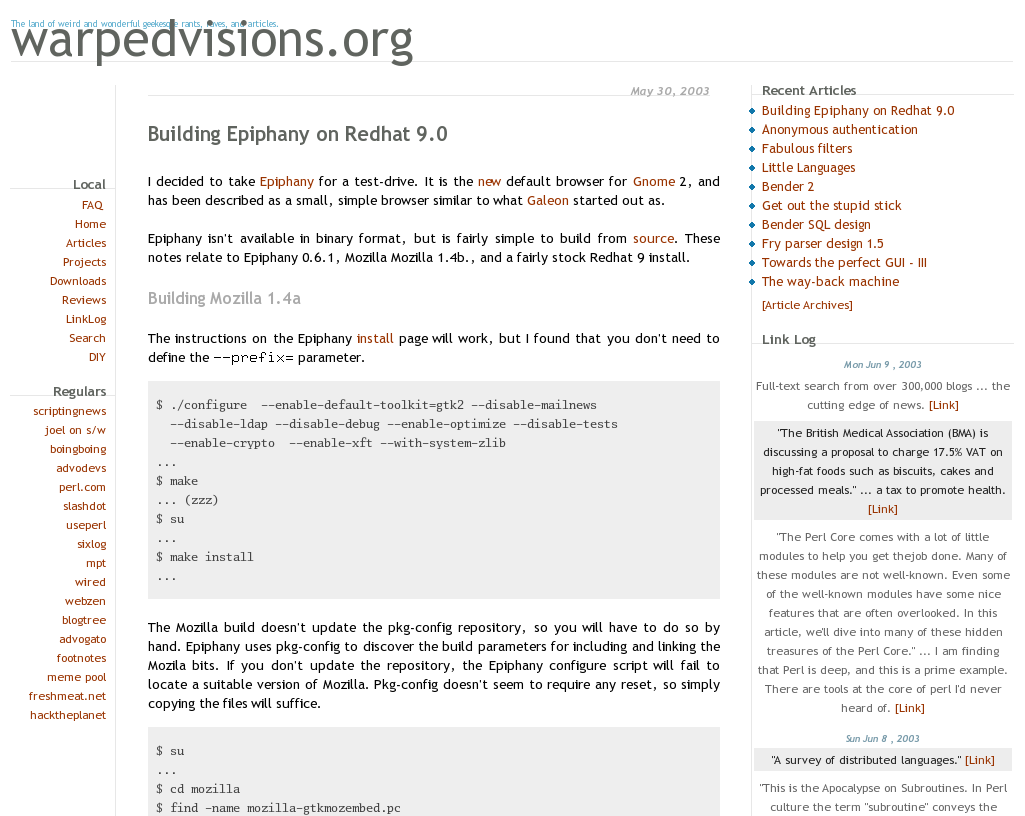 The land of weird and wonderful geekesque rants, raves, and articles.
warpedvisions.org
Local
FAQ
Home
Articles
Projects
Downloads
Reviews
LinkLog
Search
DIY
Regulars
scriptingnews
joel on s/w
boingboing
advodevs
perl.com
slashdot
useperl
sixlog
mpt
wired
webzen
blogtree
advogato
footnotes
meme pool
freshmeat.net
hacktheplanet
May 30, 2003
Building Epiphany on Redhat 9.0
I decided to take Epiphany for a test-drive. It is the new default browser for Gnome 2, and
has been described as a small, simple browser similar to what Galeon started out as.
Epiphany isn't available in binary format, but is fairly simple to build from source. These
notes relate to Epiphany 0.6.1, Mozilla Mozilla 1.4b., and a fairly stock Redhat 9 install.
Building Mozilla 1.4a
The instructions on the Epiphany install page will work, but I found that you don't need to
define the --prefix= parameter.
$ ./configure  --enable-default-toolkit=gtk2 --disable-mailnews
--disable-ldap --disable-debug --enable-optimize --disable-tests
--enable-crypto  --enable-xft --with-system-zlib
...
$ make
... (zzz)
$ su
...
$ make install
...
The Mozilla build doesn't update the pkg-config repository, so you will have to do so by
hand. Epiphany uses pkg-config to discover the build parameters for including and linking the
Mozila bits. If you don't update the repository, the Epiphany configure script will fail to
locate a suitable version of Mozilla. Pkg-config doesn't seem to require any reset, so simply
copying the files will suffice.
$ su
...
$ cd mozilla
$ find -name mozilla-gtkmozembed.pc
Recent Articles
Building Epiphany on Redhat 9.0
Anonymous authentication
Fabulous filters
Little Languages
Bender 2
Get out the stupid stick
Bender SQL design
Fry parser design 1.5
Towards the perfect GUI - III
The way-back machine
[Article Archives]
Link Log
Mon Jun 9 , 2003
Full-text search from over 300,000 blogs ... the
cutting edge of news. [Link]
"The British Medical Association (BMA) is
discussing a proposal to charge 17.5% VAT on
high-fat foods such as biscuits, cakes and
processed meals." ... a tax to promote health.
[Link]
"The Perl Core comes with a lot of little
modules to help you get thejob done. Many of
these modules are not well-known. Even some
of the well-known modules have some nice
features that are often overlooked. In this
article, we'll dive into many of these hidden
treasures of the Perl Core." ... I am finding
that Perl is deep, and this is a prime example.
There are tools at the core of perl I'd never
heard of. [Link]
Sun Jun 8 , 2003
"A survey of distributed languages." [Link]
"This is the Apocalypse on Subroutines. In Perl
culture the term "subroutine" conveys the